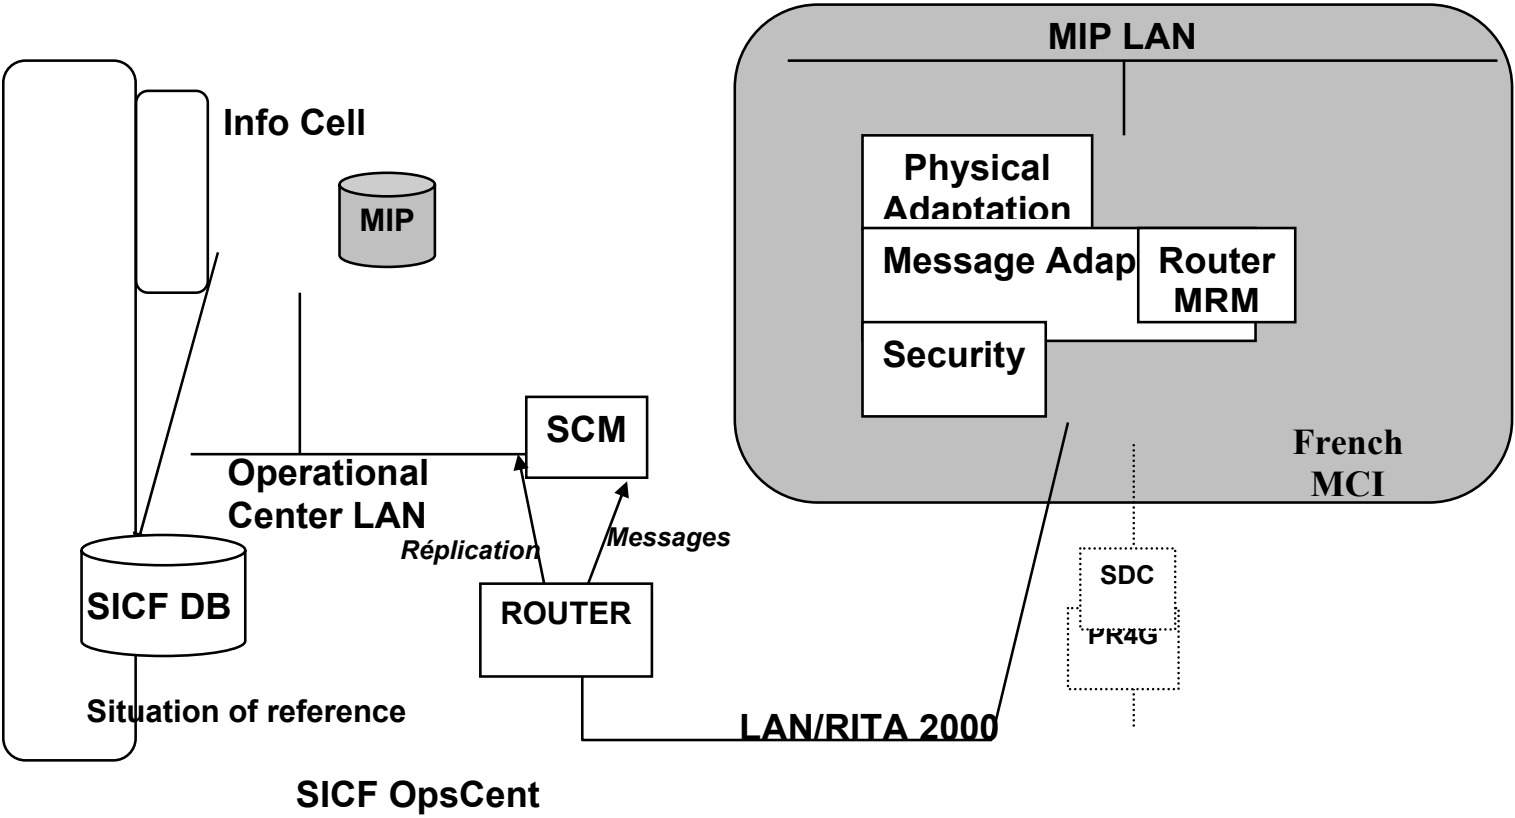 MIP LAN
Info Cell
MIP
Physical
Adaptation
Message Adap
Router
MRM
Security
SCM
French
MCI
Operational
Center LAN
Réplication
Messages
SICF DB
ROUTER
SDC
PR4G
Situation of reference
LAN/RITA 2000
SICF OpsCent